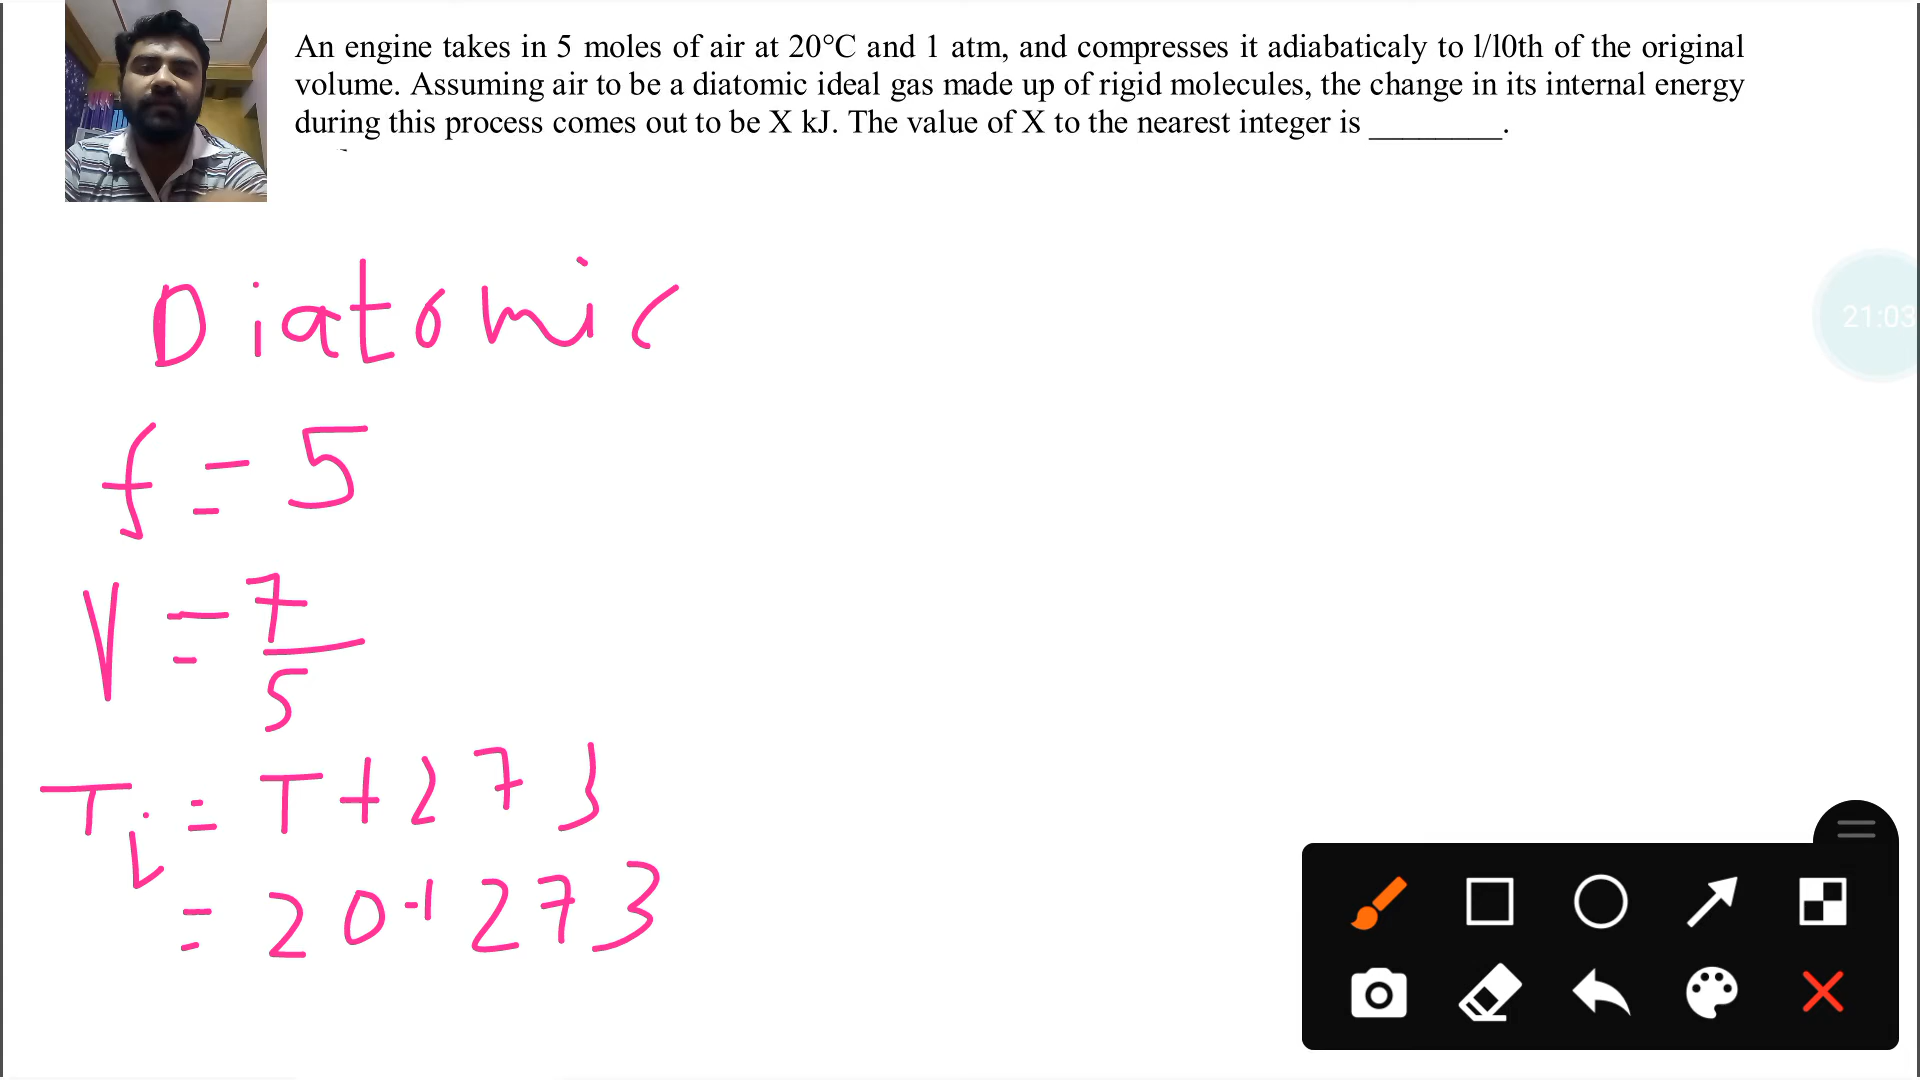 An engine takes in 5 moles of air at 20°C and 1 atm, and compresses it adiabaticaly to l/l0th of the original
volume. Assuming air to be a diatomic ideal gas made up of rigid molecules, the change in its internal energy
during this process comes out to be X kJ. The value of X to the nearest integer is ________.
21:03
Diatomic
f = 5
γ = 7/5
Ti = T + 273
= 20 + 273